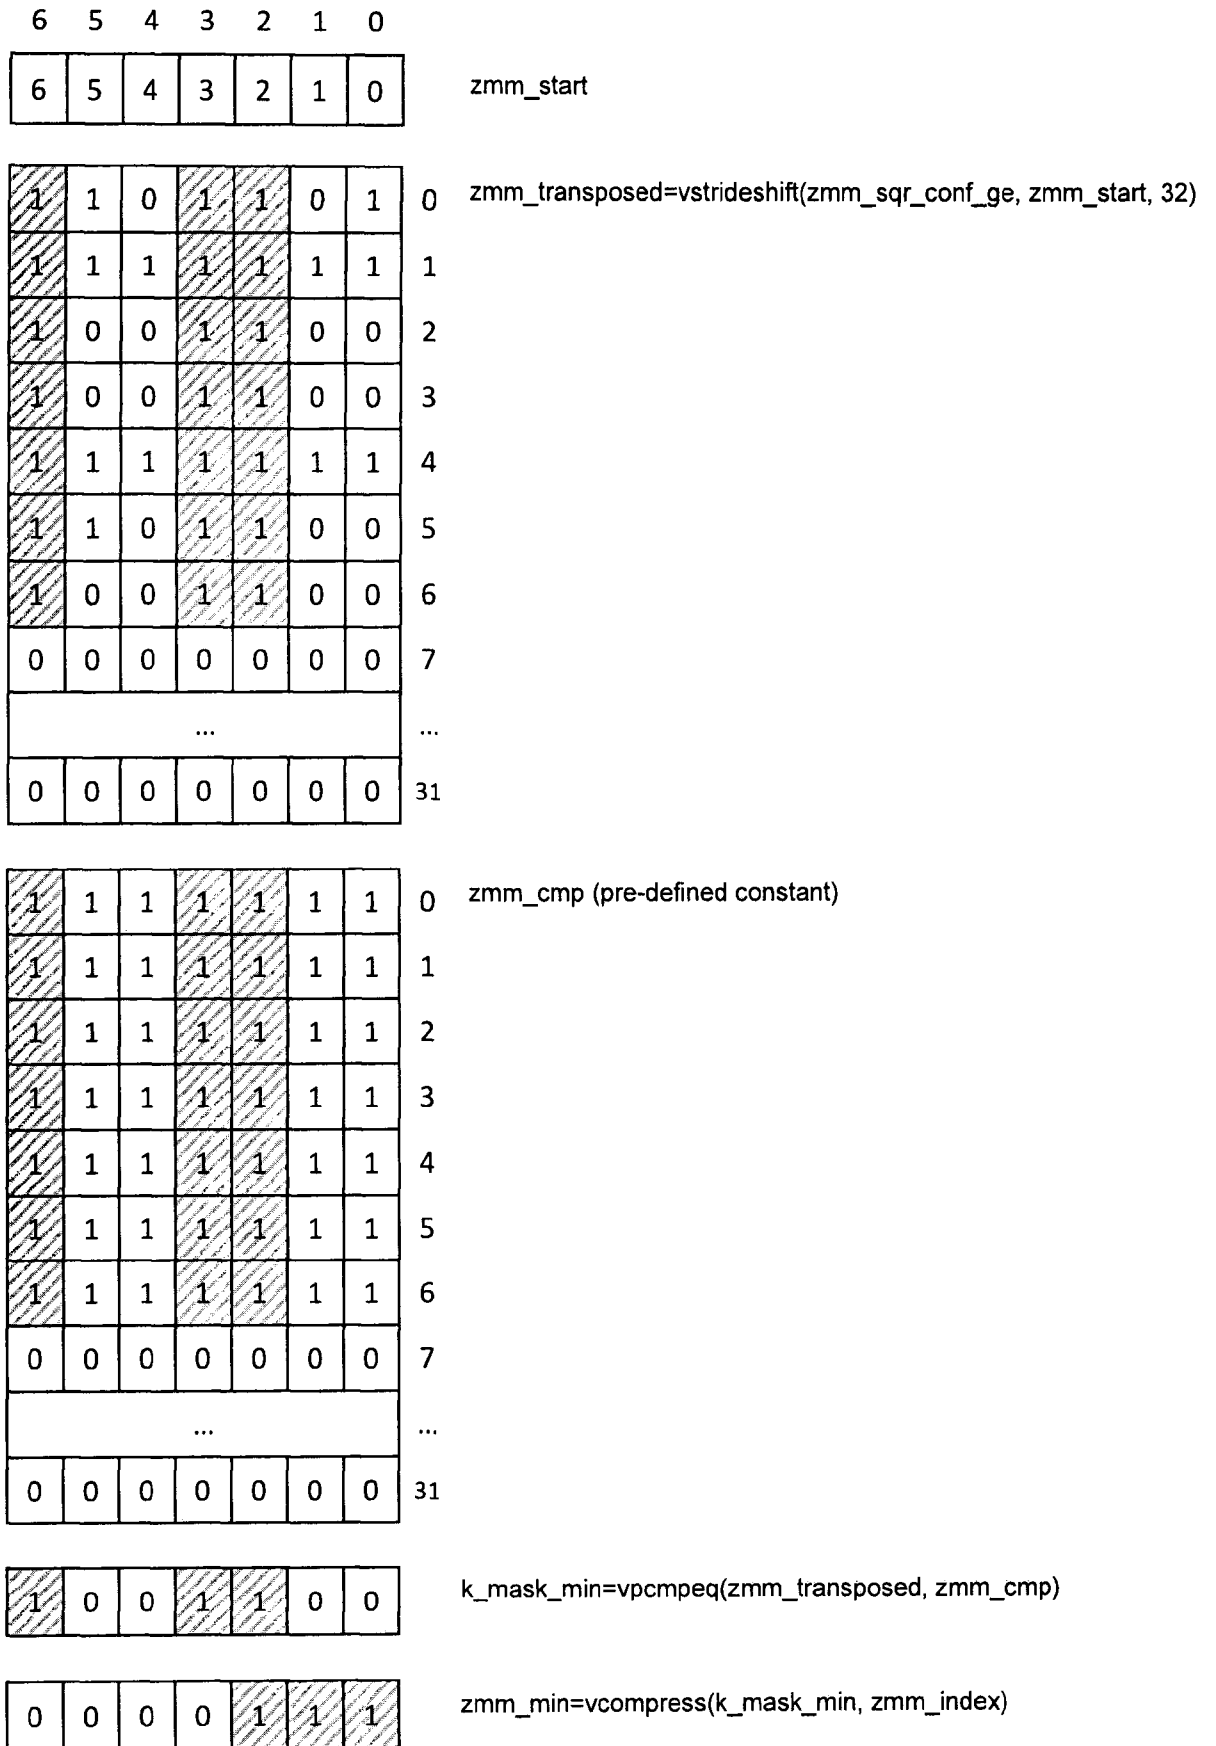 6 5 4 3 2 1 0
6 5 4 3 2 1 0 zmm_start
1 1 0 1 1 0 1 0 zmm_transposed=vstrideshift(zmm_sqr_conf_ge, zmm_start, 32)
1 1 1 1 1 1 1 1
1 0 0 1 1 0 0 2
1 0 0 1 1 0 0 3
1 1 1 1 1 1 1 4
1 1 0 1 1 0 0 5
1 0 0 1 1 0 0 6
0 0 0 0 0 0 0 7
... ...
0 0 0 0 0 0 0 31
1 1 1 1 1 1 1 0 zmm_cmp (pre-defined constant)
1 1 1 1 1 1 1 1
1 1 1 1 1 1 1 2
1 1 1 1 1 1 1 3
1 1 1 1 1 1 1 4
1 1 1 1 1 1 1 5
1 1 1 1 1 1 1 6
0 0 0 0 0 0 0 7
... ...
0 0 0 0 0 0 0 31
1 0 0 1 1 0 0 k_mask_min=vpcmpeq(zmm_transposed, zmm_cmp)
0 0 0 0 1 1 1 zmm_min=vcompress(k_mask_min, zmm_index)